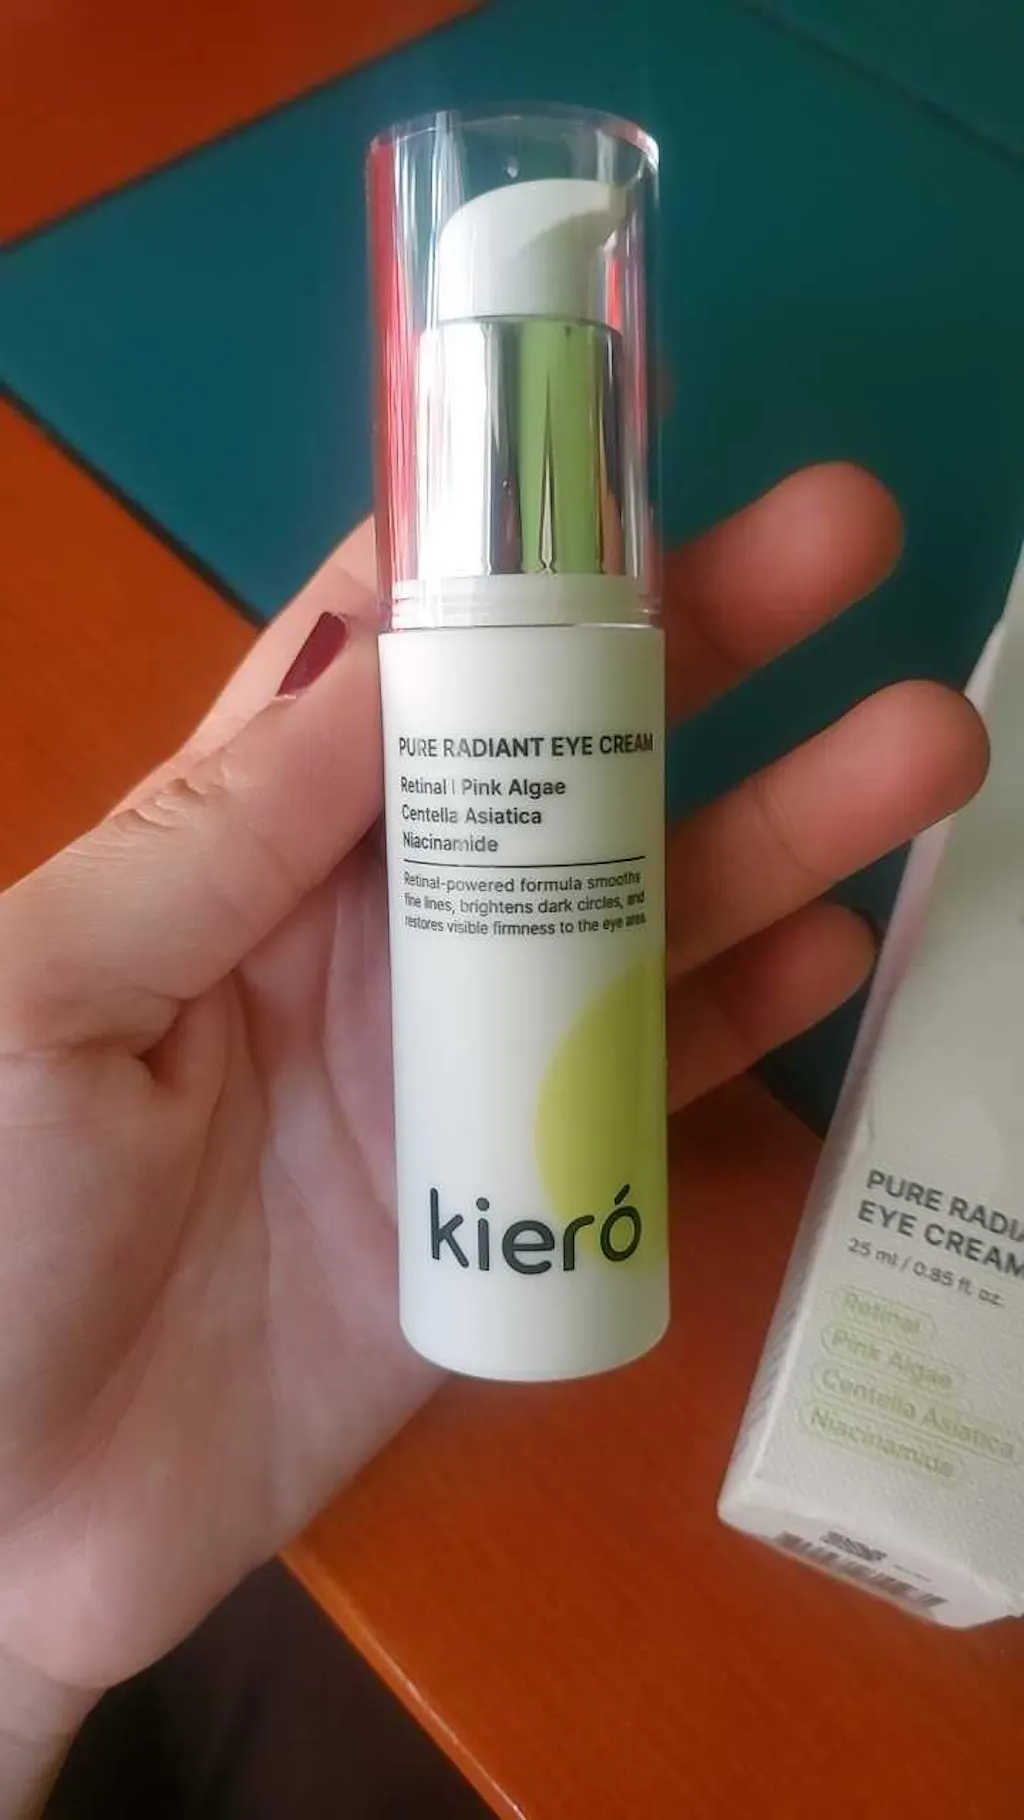 PURE RADIANT EYE CREAM
Retinal | Pink Algae
Centella Asiatica
Niacinamide
Retinal-powered formula smooths
fine lines, brightens dark circles, and
restores visible firmness to the eye area.
kieró
PURE RADIA
EYE CREAM
25 ml / 0.85 fl. oz.
Retinal
Pink Algae
Centella Asiatica
Niacinamide